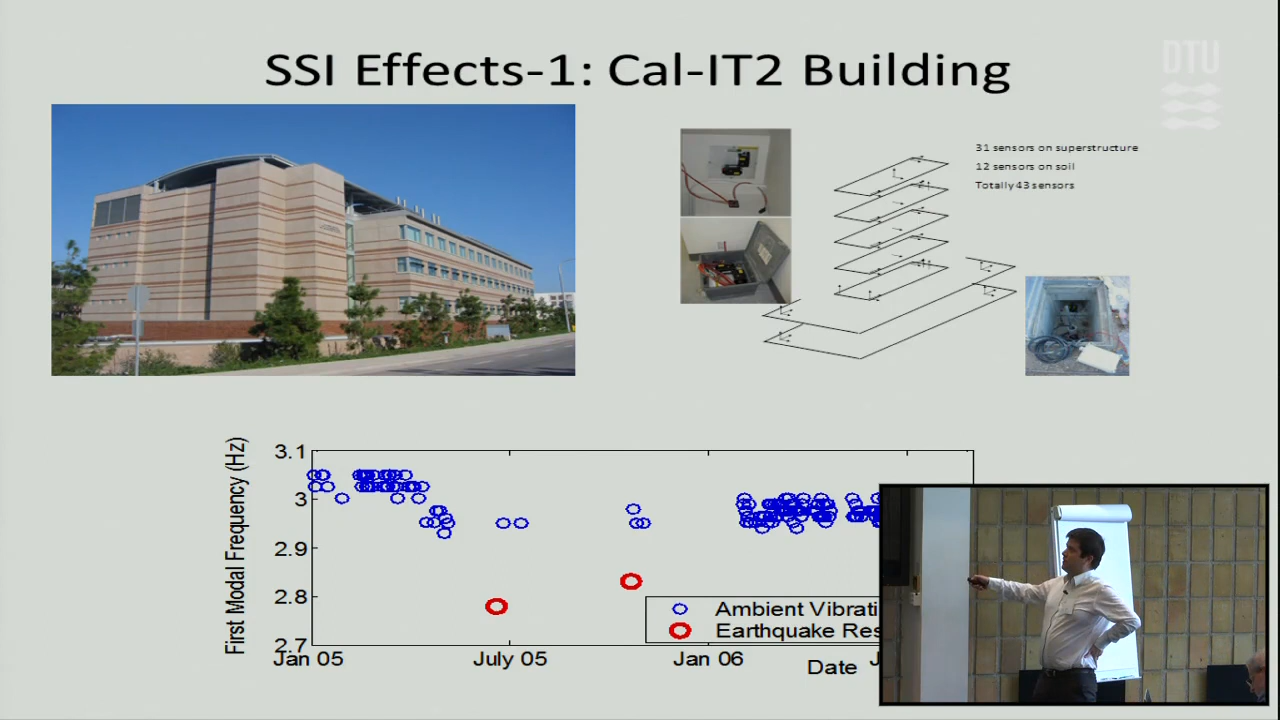 SSI Effects-1: Cal-IT2 Building
DTU
31 sensors on superstructure
12 sensors on soil
Totally 43 sensors
First Modal Frequency (Hz)
3.1
3
2.9
2.8
2.7
Ambient Vibrati
Earthquake Res
Jan 05
July 05
Jan 06
J
Date